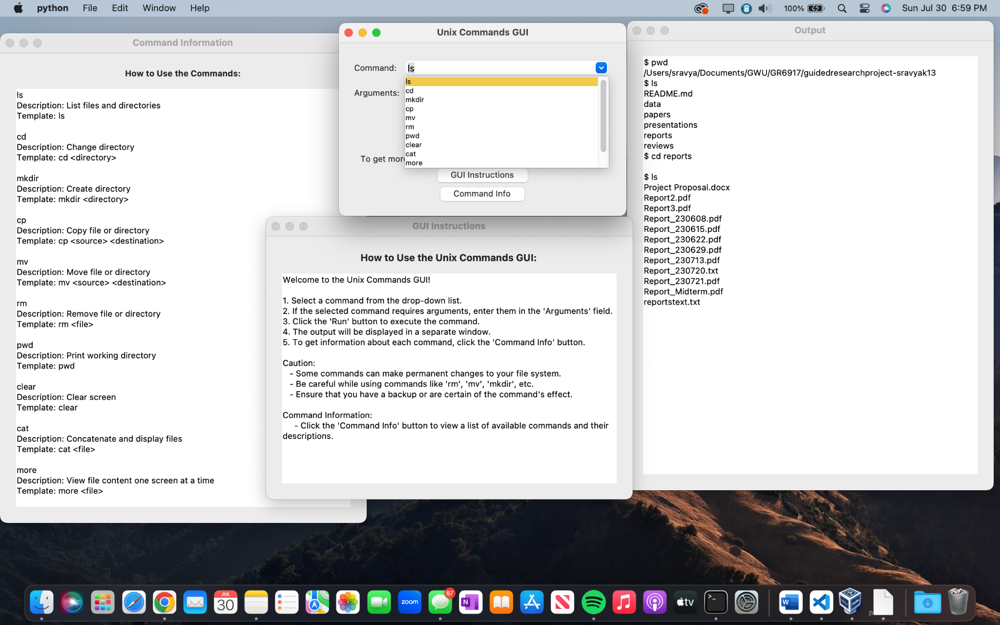 python File Edit Window Help
100% Sun Jul 30 6:59 PM
Command Information
How to Use the Commands:
ls
Description: List files and directories
Template: ls
cd
Description: Change directory
Template: cd <directory>
mkdir
Description: Create directory
Template: mkdir <directory>
cp
Description: Copy file or directory
Template: cp <source> <destination>
mv
Description: Move file or directory
Template: mv <source> <destination>
rm
Description: Remove file or directory
Template: rm <file>
pwd
Description: Print working directory
Template: pwd
clear
Description: Clear screen
Template: clear
cat
Description: Concatenate and display files
Template: cat <file>
more
Description: View file content one screen at a time
Template: more <file>
Unix Commands GUI
Command: ls
Arguments:
ls
cd
mkdir
cp
mv
rm
pwd
clear
cat
more
To get more
GUI Instructions
Command Info
GUI Instructions
How to Use the Unix Commands GUI:
Welcome to the Unix Commands GUI!
1. Select a command from the drop-down list.
2. If the selected command requires arguments, enter them in the 'Arguments' field.
3. Click the 'Run' button to execute the command.
4. The output will be displayed in a separate window.
5. To get information about each command, click the 'Command Info' button.
Caution:
- Some commands can make permanent changes to your file system.
- Be careful while using commands like 'rm', 'mv', 'mkdir', etc.
- Ensure that you have a backup or are certain of the command's effect.
Command Information:
- Click the 'Command Info' button to view a list of available commands and their
descriptions.
Output
$ pwd
/Users/sravya/Documents/GWU/GR6917/guidedresearchproject-sravyak13
$ ls
README.md
data
papers
presentations
reports
reviews
$ cd reports
$ ls
Project Proposal.docx
Report2.pdf
Report3.pdf
Report_230608.pdf
Report_230615.pdf
Report_230622.pdf
Report_230629.pdf
Report_230713.pdf
Report_230720.txt
Report_230721.pdf
Report_Midterm.pdf
reportstext.txt
JUL
30
zoom
67
N
tv
>_
W